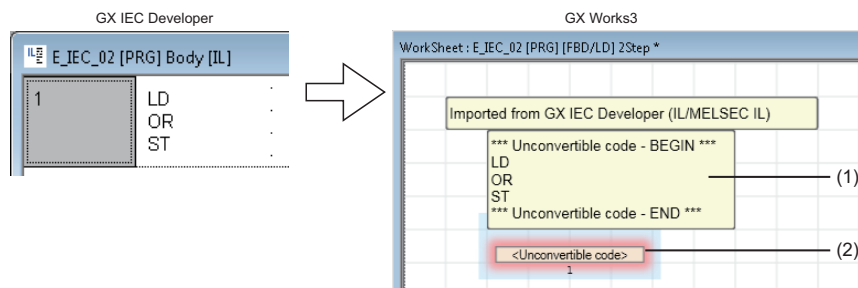 GX IEC Developer
GX Works3
E_IEC_02 [PRG] Body [IL]
1
LD
OR
ST
WorkSheet : E_IEC_02 [PRG] [FBD/LD] 2Step *
Imported from GX IEC Developer (IL/MELSEC IL)
*** Unconvertible code - BEGIN ***
LD
OR
ST
*** Unconvertible code - END ***
(1)
<Unconvertible code>
(2)
1